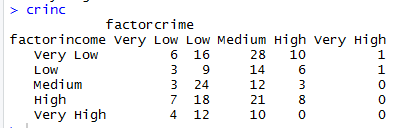 > crinc
factorcrime
factorincome Very Low Low Medium High Very High
Very Low 6 16 28 10 1
Low 3 9 14 6 1
Medium 3 24 12 3 0
High 7 18 21 8 0
Very High 4 12 10 0 0